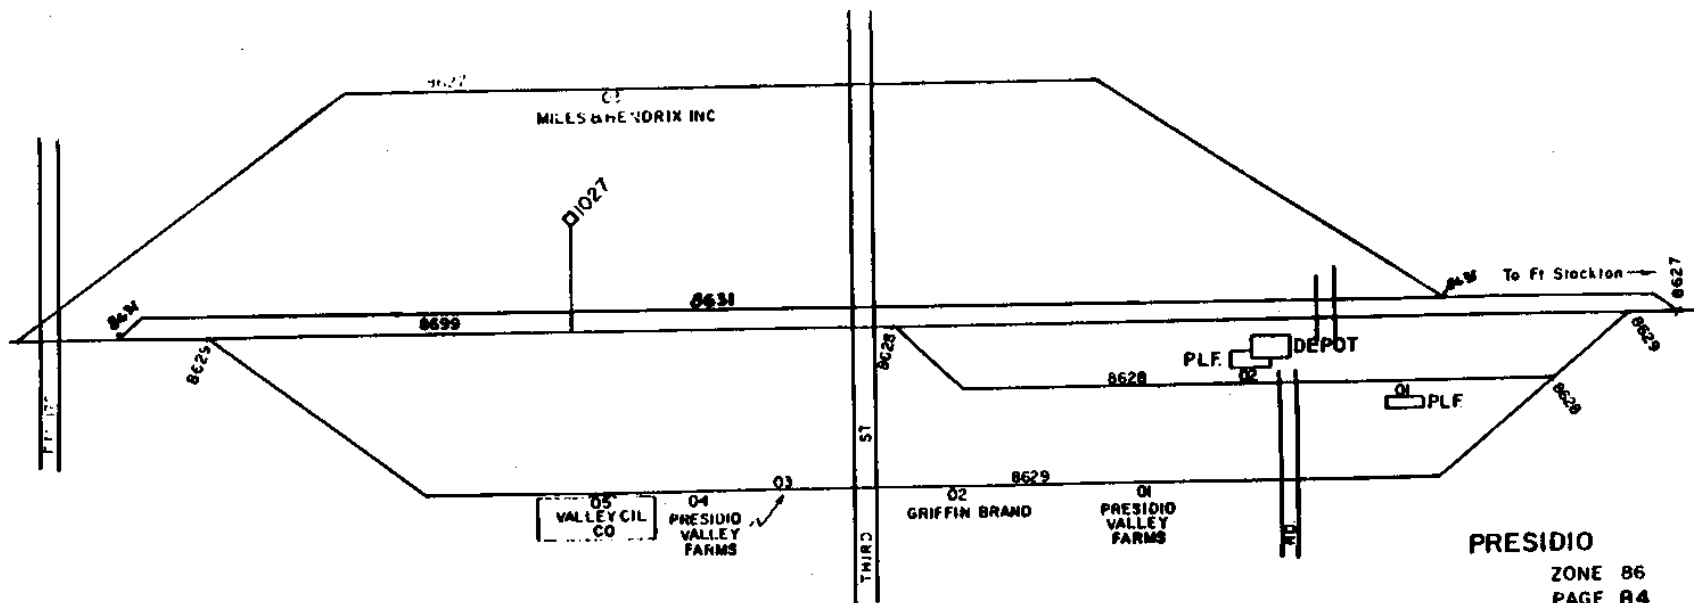 MILES & HENDRIX INC
1027
To Ft Stockton
8627
8631
8699
8629
8628
8629
DEPOT
PLF.
02
8628
01
PLF.
8628
ST
THIRD
03
8629
05
04
02
01
VALLEY OIL
CO
PRESIDIO
VALLEY
FARMS
GRIFFIN BRAND
PRESIDIO
VALLEY
FARMS
RD.
PRESIDIO
ZONE 86
PAGE 84